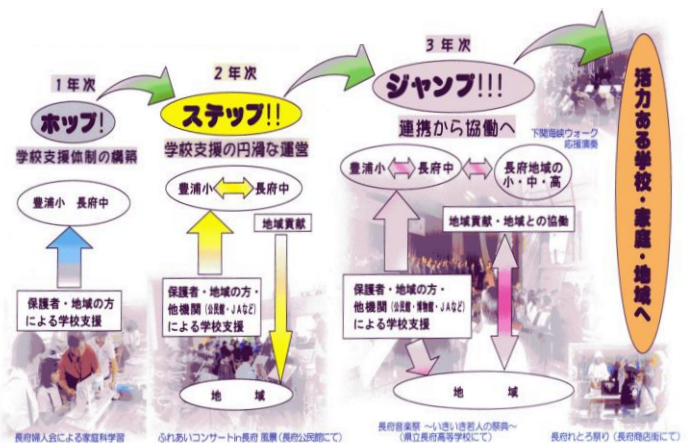 1年次
ホップ!
学校支援体制の構築
豊浦小 長府中
保護者・地域の方
による学校支援
長府婦人会による家庭科学習
2年次
ステップ!!
学校支援の円滑な運営
豊浦小 長府中
地域貢献
保護者・地域の方・
他機関(公民館・JAなど)
による学校支援
地 域
ふれあいコンサートin長府 風景(長府公民館にて)
3年次
ジャンプ!!!
連携から協働へ
下関海峡ウォーク
応援演奏
豊浦小 長府中
長府地域の
小・中・高
地域貢献・地域との協働
保護者・地域の方・
他機関(公民館・博物館・JAなど)
による学校支援
地 域
長府音楽祭 ～いきいき若人の祭典～
(県立長府高等学校にて)
長府れとろ祭り(長府商店街にて)
活力ある学校・家庭・地域へ